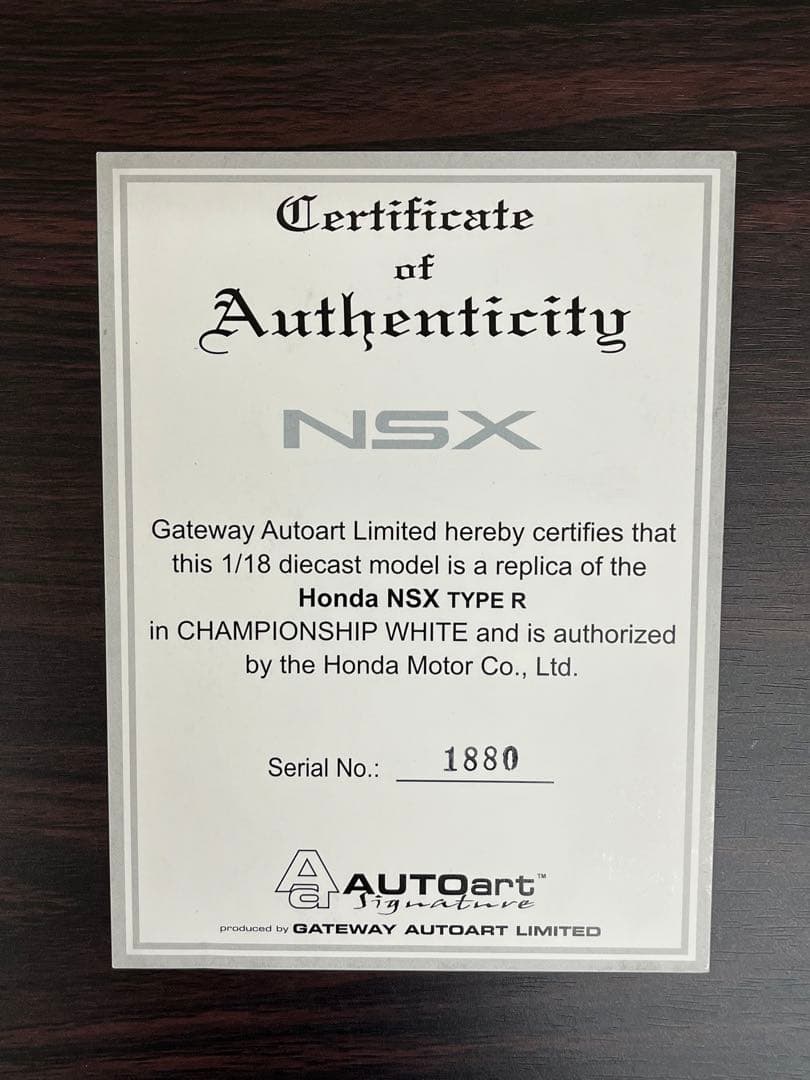 Certificate
of
Authenticity
NSX
Gateway Autoart Limited hereby certifies that
this 1/18 diecast model is a replica of the
Honda NSX TYPE R
in CHAMPIONSHIP WHITE and is authorized
by the Honda Motor Co., Ltd.
Serial No.: 1880
Aa AUTOart™
Signature
produced by GATEWAY AUTOART LIMITED